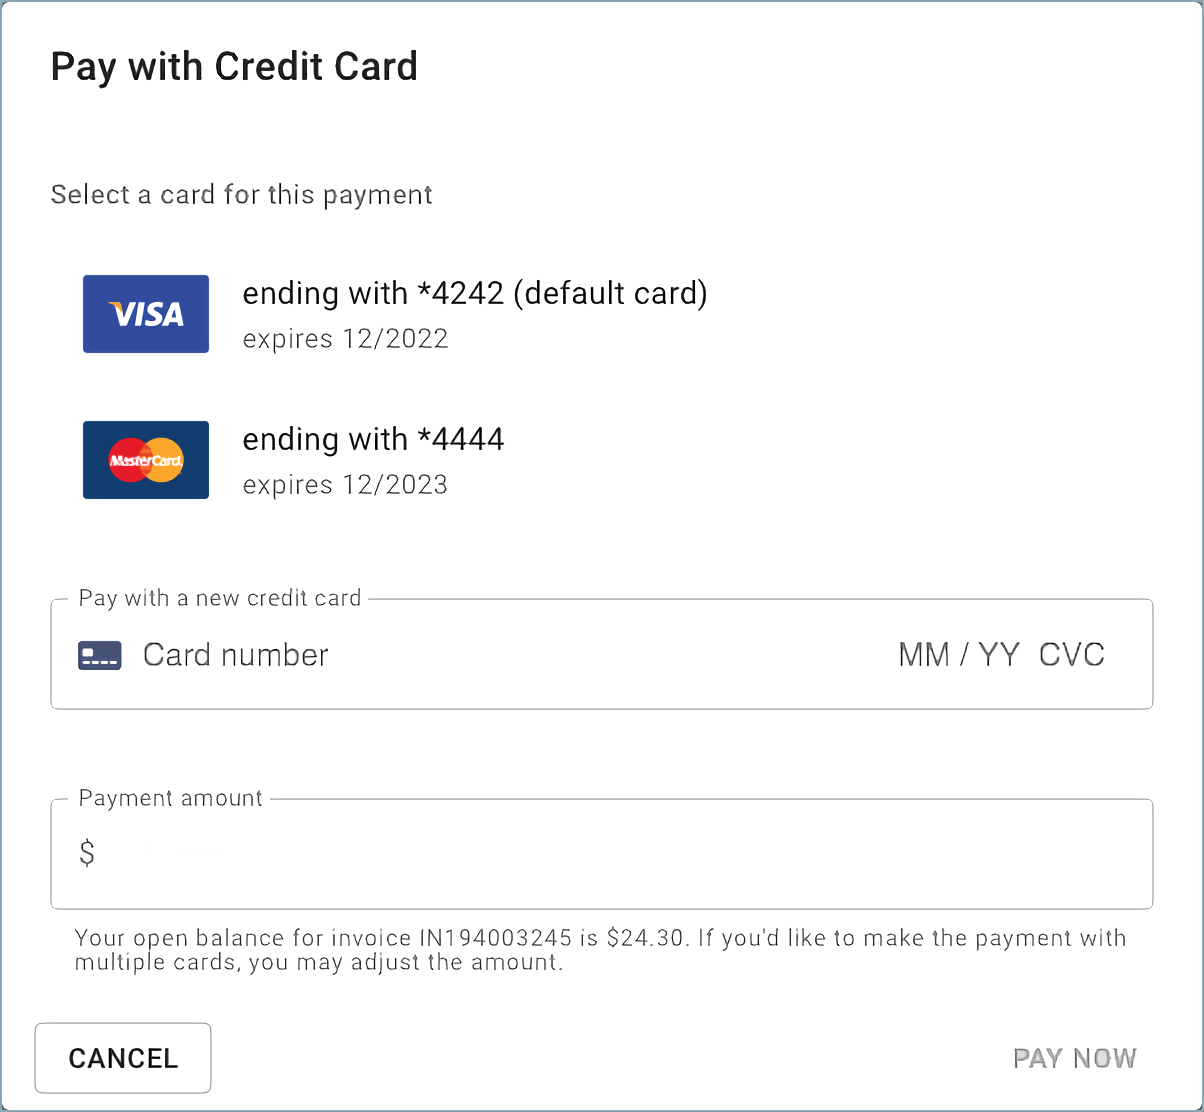 Pay with Credit Card
Select a card for this payment
VISA
ending with *4242 (default card)
expires 12/2022
MasterCard
ending with *4444
expires 12/2023
Pay with a new credit card
Card number MM / YY CVC
Payment amount
$
Your open balance for invoice IN194003245 is $24.30. If you'd like to make the payment with
multiple cards, you may adjust the amount.
CANCEL PAY NOW